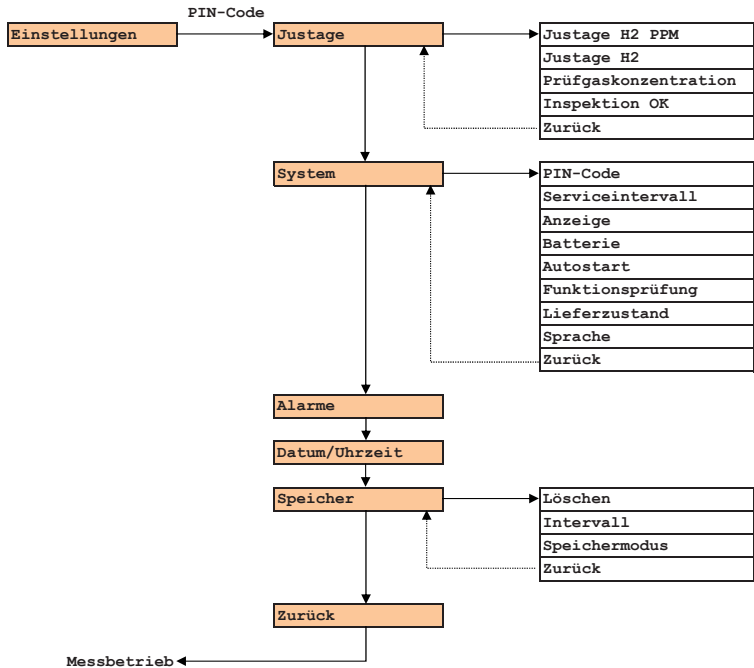 PIN-Code
Einstellungen
Justage
Justage H2 PPM
Justage H2
Prüfgaskonzentration
Inspektion OK
Zurück
System
PIN-Code
Serviceintervall
Anzeige
Batterie
Autostart
Funktionsprüfung
Lieferzustand
Sprache
Zurück
Alarme
Datum/Uhrzeit
Speicher
Löschen
Intervall
Speichermodus
Zurück
Zurück
Messbetrieb